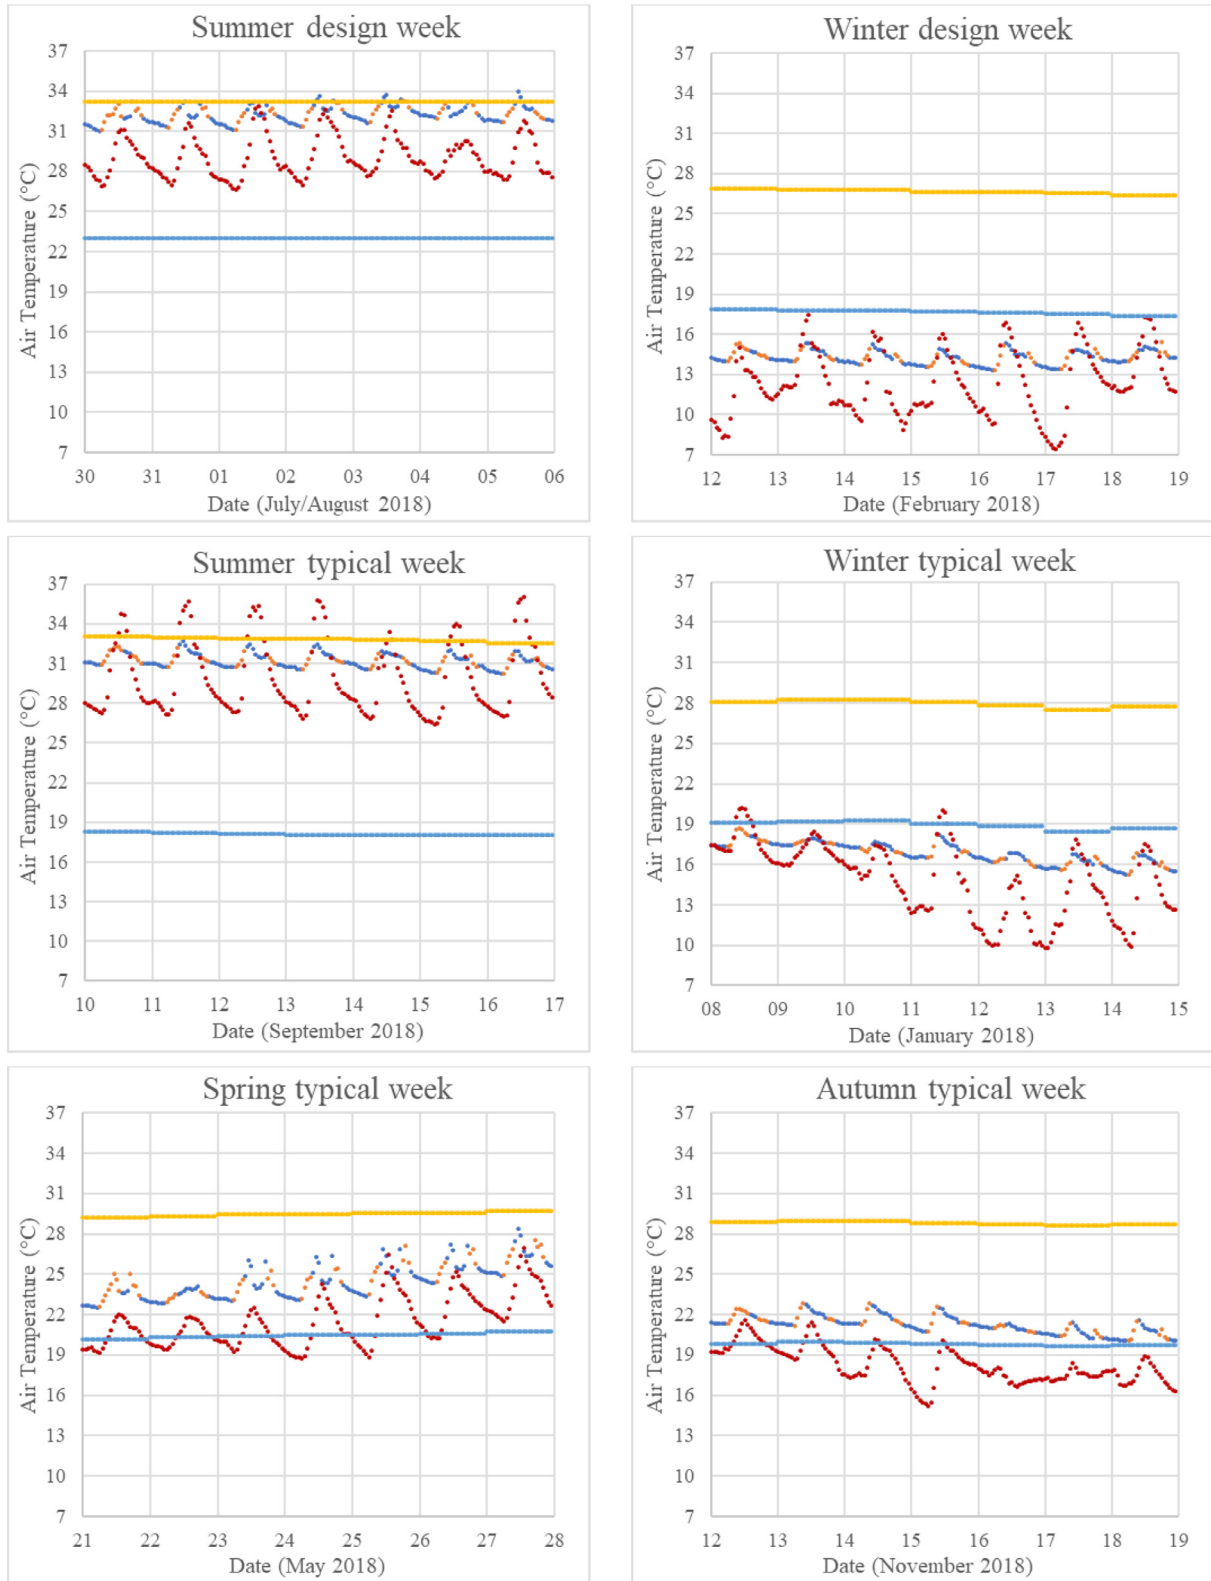 Summer design week
37
34
31
28
25
22
19
16
13
10
7
Air Temperature (°C)
30 31 01 02 03 04 05 06
Date (July/August 2018)
Winter design week
37
34
31
28
25
22
19
16
13
10
7
Air Temperature (°C)
12 13 14 15 16 17 18 19
Date (February 2018)
Summer typical week
37
34
31
28
25
22
19
16
13
10
7
Air Temperature (°C)
10 11 12 13 14 15 16 17
Date (September 2018)
Winter typical week
37
34
31
28
25
22
19
16
13
10
7
Air Temperature (°C)
08 09 10 11 12 13 14 15
Date (January 2018)
Spring typical week
37
34
31
28
25
22
19
16
13
10
7
Air Temperature (°C)
21 22 23 24 25 26 27 28
Date (May 2018)
Autumn typical week
37
34
31
28
25
22
19
16
13
10
7
Air Temperature (°C)
12 13 14 15 16 17 18 19
Date (November 2018)